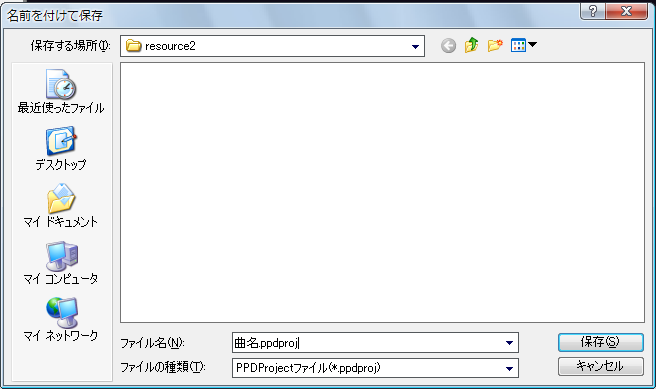 名前を付けて保存
保存する場所(I):
resource2
最近使ったファイル
デスクトップ
マイ ドキュメント
マイ コンピュータ
マイ ネットワーク
ファイル名(N):
曲名.ppdproj
保存(S)
ファイルの種類(T):
PPDProjectファイル(*.ppdproj)
キャンセル